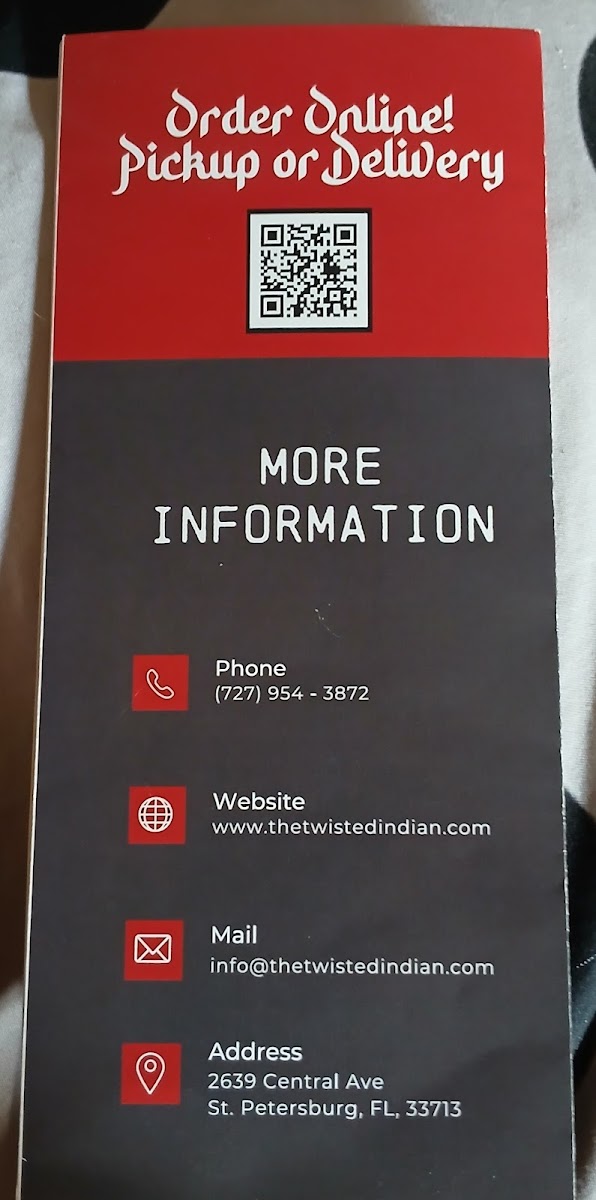 Order Online!
Pickup or Delivery
MORE
INFORMATION
Phone
(727) 954 - 3872
Website
www.thetwistedindian.com
Mail
info@thetwistedindian.com
Address
2639 Central Ave
St. Petersburg, FL, 33713